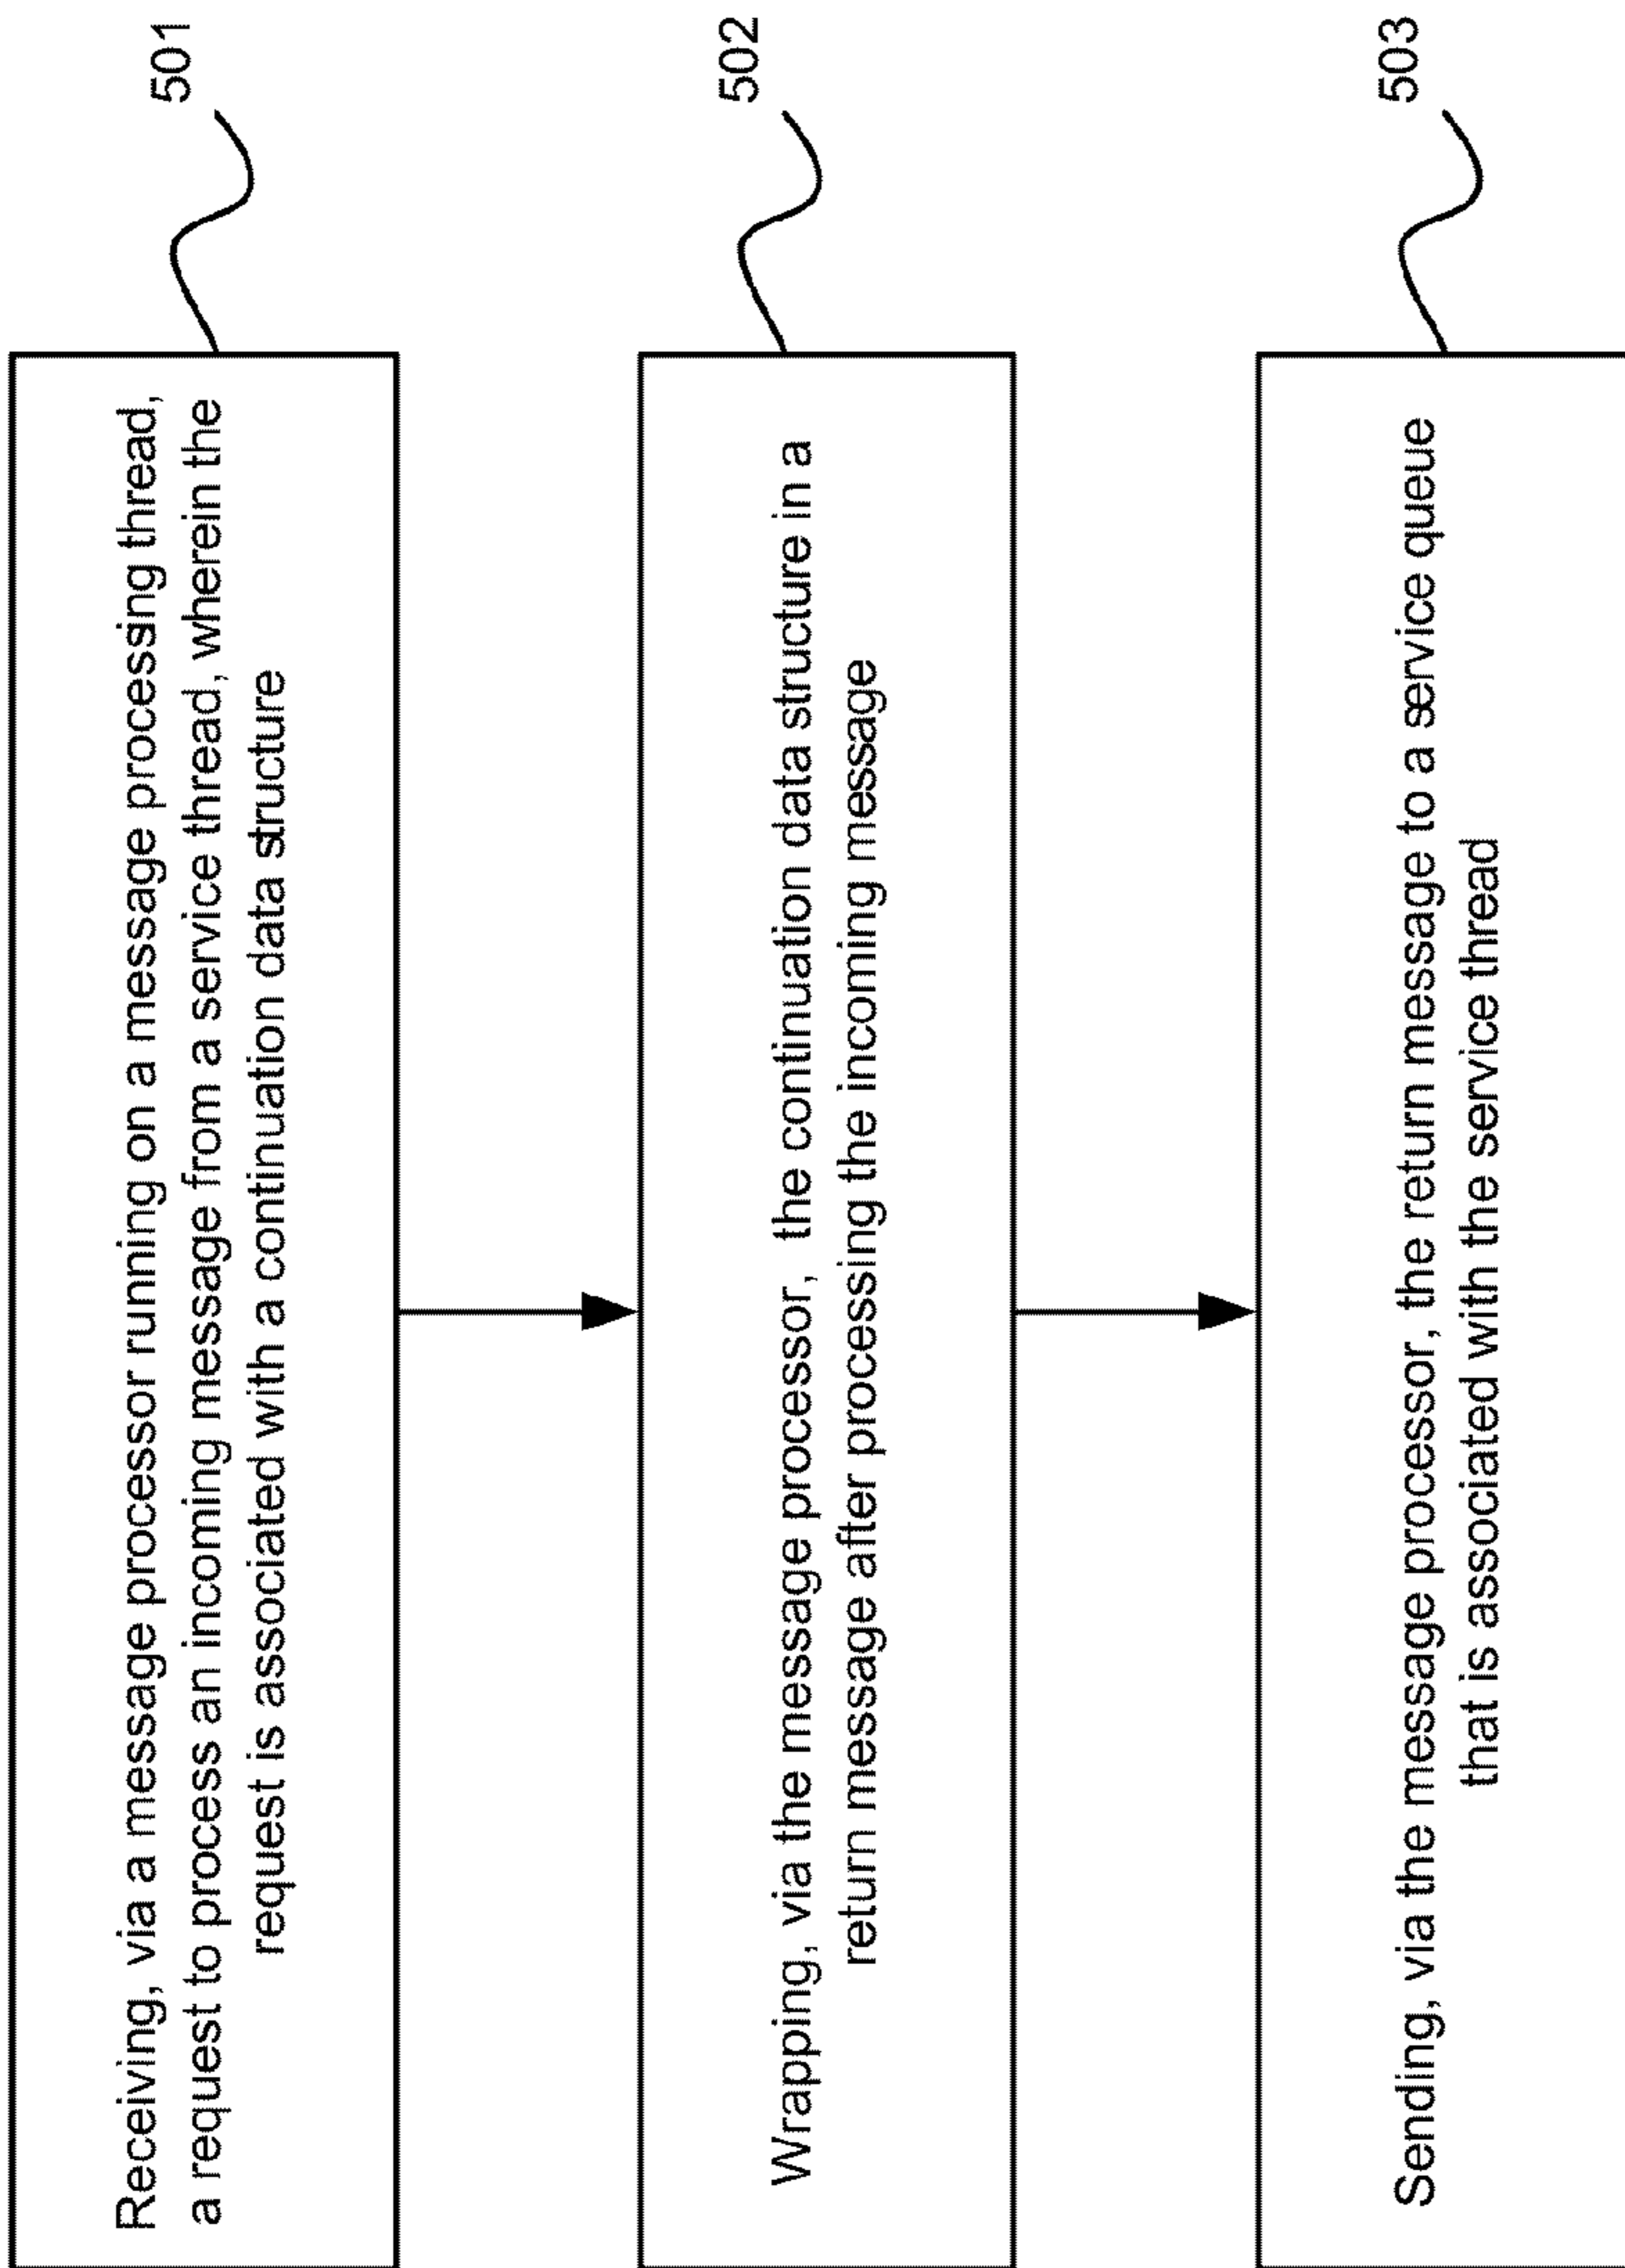 Receiving, via a message processor running on a message processing thread,
a request to process an incoming message from a service thread, wherein the
request is associated with a continuation data structure
501
Wrapping, via the message processor, the continuation data structure in a
return message after processing the incoming message
502
Sending, via the message processor, the return message to a service queue
that is associated with the service thread
503